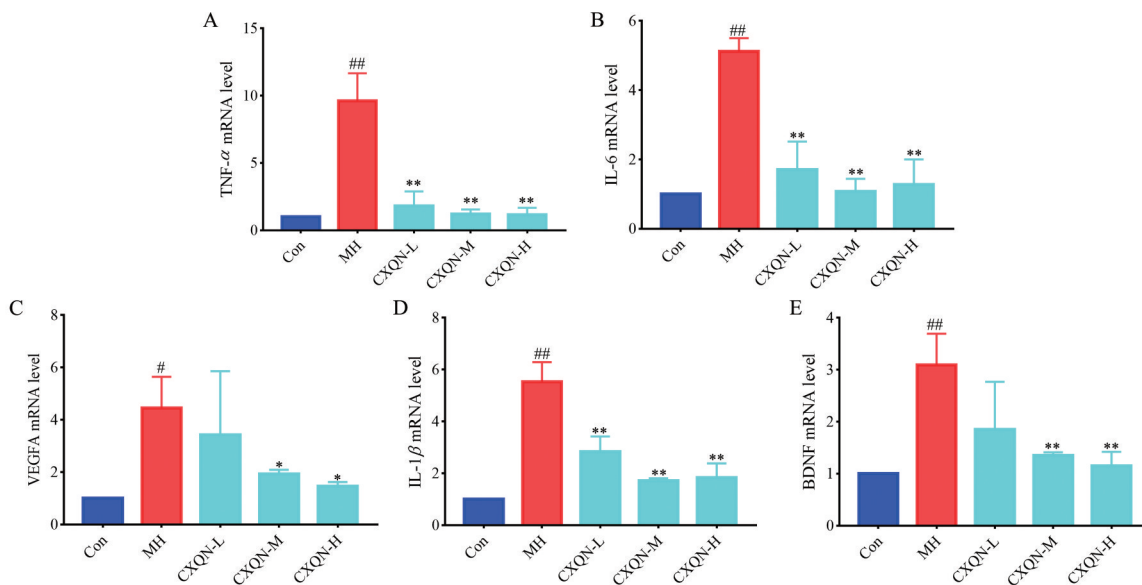 A
TNF-α mRNA level
15
10
5
0
##
**
**
**
Con
MH
CXQN-L
CXQN-M
CXQN-H
B
IL-6 mRNA level
6
4
2
0
##
**
**
**
Con
MH
CXQN-L
CXQN-M
CXQN-H
C
VEGFA mRNA level
8
6
4
2
0
#
*
*
Con
MH
CXQN-L
CXQN-M
CXQN-H
D
IL-1β mRNA level
8
6
4
2
0
##
**
**
**
Con
MH
CXQN-L
CXQN-M
CXQN-H
E
BDNF mRNA level
4
3
2
1
0
##
**
**
Con
MH
CXQN-L
CXQN-M
CXQN-H